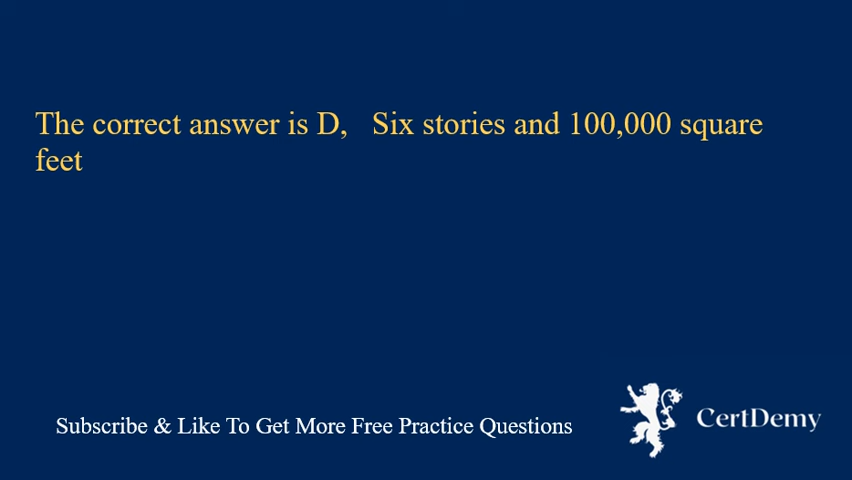 The correct answer is D,   Six stories and 100,000 square
feet
Subscribe & Like To Get More Free Practice Questions
CertDemy